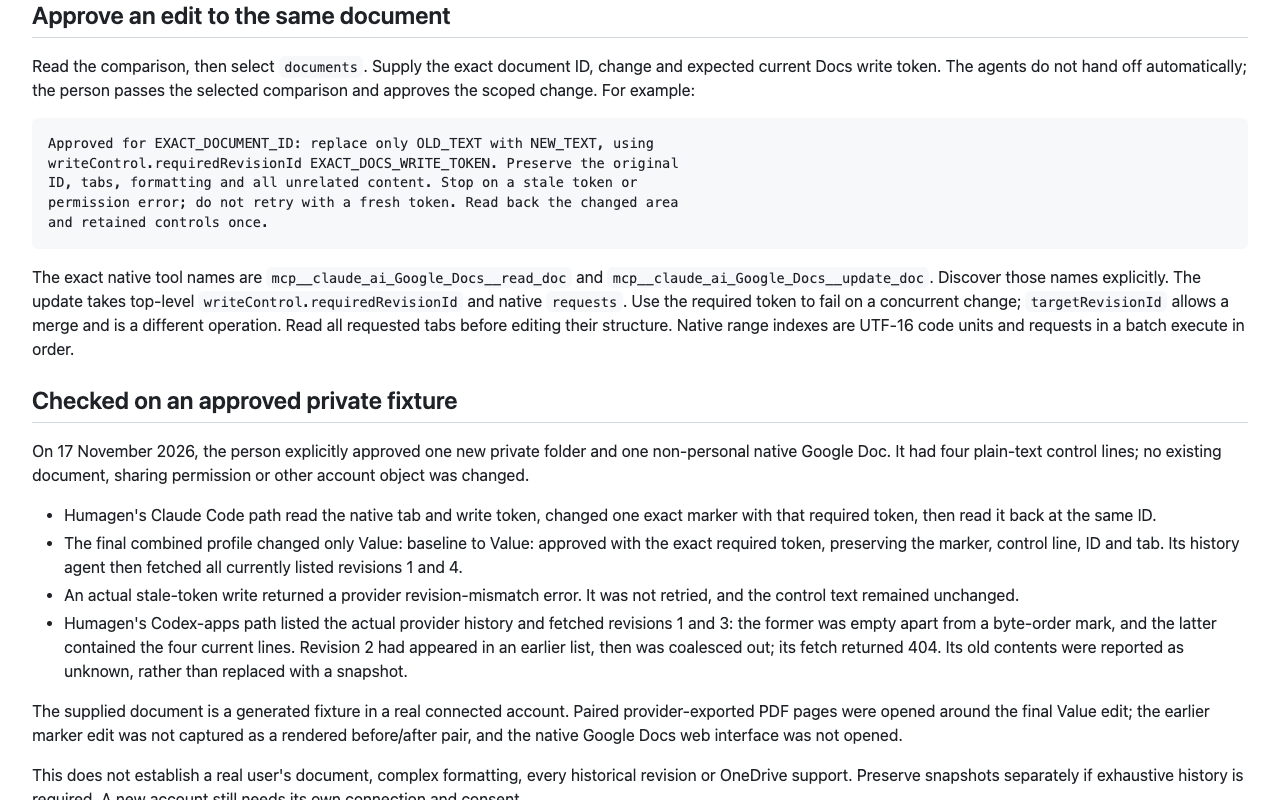 Approve an edit to the same document
Read the comparison, then select documents. Supply the exact document ID, change and expected current Docs write token. The agents do not hand off automatically;
the person passes the selected comparison and approves the scoped change. For example:
Approved for EXACT_DOCUMENT_ID: replace only OLD_TEXT with NEW_TEXT, using
writeControl.requiredRevisionId EXACT_DOCS_WRITE_TOKEN. Preserve the original
ID, tabs, formatting and all unrelated content. Stop on a stale token or
permission error; do not retry with a fresh token. Read back the changed area
and retained controls once.
The exact native tool names are mcp__claude_ai_Google_Docs__read_doc and mcp__claude_ai_Google_Docs__update_doc. Discover those names explicitly. The
update takes top-level writeControl.requiredRevisionId and native requests. Use the required token to fail on a concurrent change; targetRevisionId allows a
merge and is a different operation. Read all requested tabs before editing their structure. Native range indexes are UTF-16 code units and requests in a batch execute in
order.
Checked on an approved private fixture
On 17 November 2026, the person explicitly approved one new private folder and one non-personal native Google Doc. It had four plain-text control lines; no existing
document, sharing permission or other account object was changed.
• Humagen's Claude Code path read the native tab and write token, changed one exact marker with that required token, then read it back at the same ID.
• The final combined profile changed only Value: baseline to Value: approved with the exact required token, preserving the marker, control line, ID and tab. Its history
agent then fetched all currently listed revisions 1 and 4.
• An actual stale-token write returned a provider revision-mismatch error. It was not retried, and the control text remained unchanged.
• Humagen's Codex-apps path listed the actual provider history and fetched revisions 1 and 3: the former was empty apart from a byte-order mark, and the latter
contained the four current lines. Revision 2 had appeared in an earlier list, then was coalesced out; its fetch returned 404. Its old contents were reported as
unknown, rather than replaced with a snapshot.
The supplied document is a generated fixture in a real connected account. Paired provider-exported PDF pages were opened around the final Value edit; the earlier
marker edit was not captured as a rendered before/after pair, and the native Google Docs web interface was not opened.
This does not establish a real user's document, complex formatting, every historical revision or OneDrive support. Preserve snapshots separately if exhaustive history is
required. A new account still needs its own connection and consent.